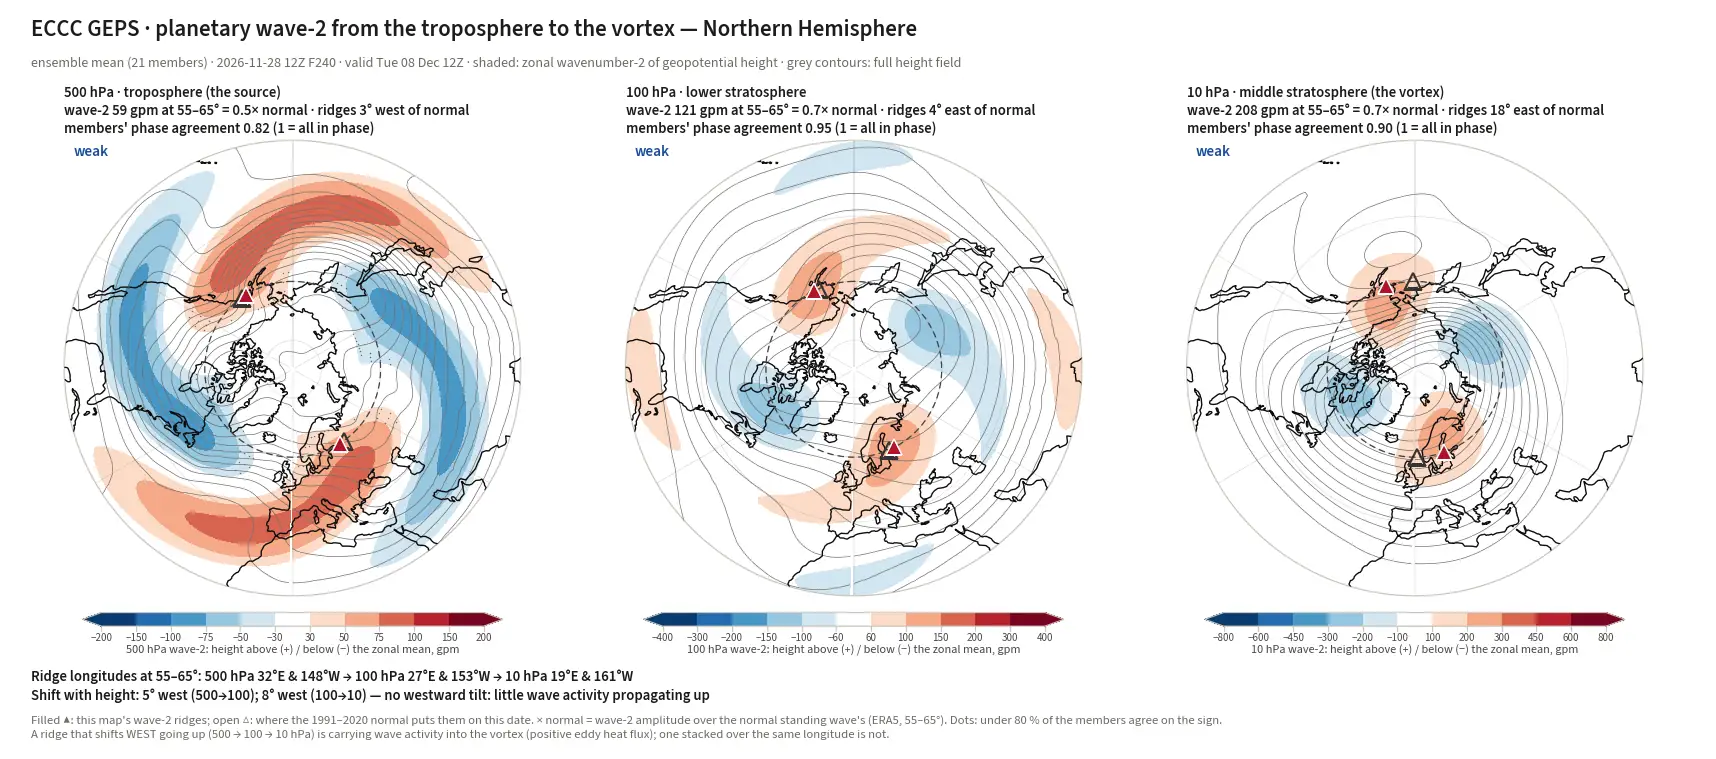 ECCC GEPS · planetary wave-2 from the troposphere to the vortex — Northern Hemisphere
ensemble mean (21 members) · 2026-11-28 12Z F240 · valid Tue 08 Dec 12Z · shaded: zonal wavenumber-2 of geopotential height · grey contours: full height field
500 hPa · troposphere (the source)
wave-2 59 gpm at 55–65° = 0.5× normal · ridges 3° west of normal
members' phase agreement 0.82 (1 = all in phase)
weak
100 hPa · lower stratosphere
wave-2 121 gpm at 55–65° = 0.7× normal · ridges 4° east of normal
members' phase agreement 0.95 (1 = all in phase)
weak
10 hPa · middle stratosphere (the vortex)
wave-2 208 gpm at 55–65° = 0.7× normal · ridges 18° east of normal
members' phase agreement 0.90 (1 = all in phase)
weak
−200 −150 −100 −75 −50 −30 30 50 75 100 150 200
500 hPa wave-2: height above (+) / below (−) the zonal mean, gpm
−400 −300 −200 −150 −100 −60 60 100 150 200 300 400
100 hPa wave-2: height above (+) / below (−) the zonal mean, gpm
−800 −600 −450 −300 −200 −100 100 200 300 450 600 800
10 hPa wave-2: height above (+) / below (−) the zonal mean, gpm
Ridge longitudes at 55–65°: 500 hPa 32°E & 148°W → 100 hPa 27°E & 153°W → 10 hPa 19°E & 161°W
Shift with height: 5° west (500→100); 8° west (100→10) — no westward tilt: little wave activity propagating up
Filled ▲: this map's wave-2 ridges; open △: where the 1991–2020 normal puts them on this date. × normal = wave-2 amplitude over the normal standing wave's (ERA5, 55–65°). Dots: under 80 % of the members agree on the sign.
A ridge that shifts WEST going up (500 → 100 → 10 hPa) is carrying wave activity into the vortex (positive eddy heat flux); one stacked over the same longitude is not.